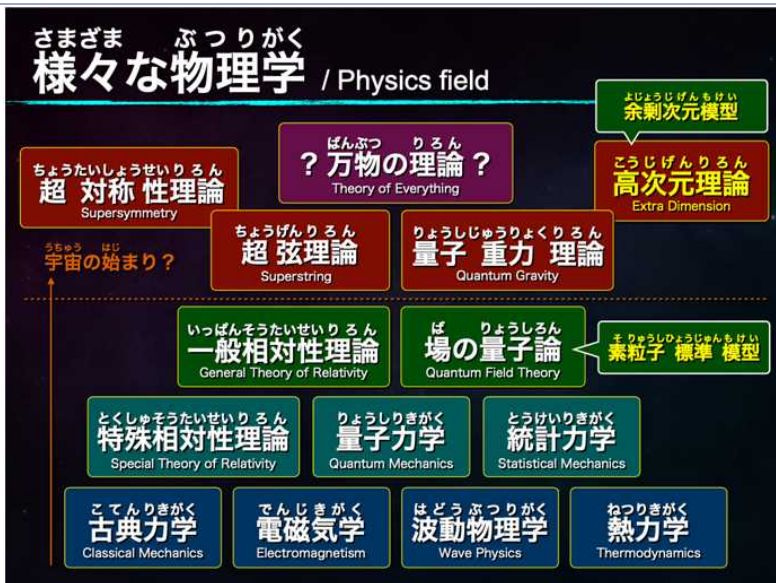 さまざま ぶつりがく
様々な物理学 / Physics field
よじょうじげんもけい
余剰次元模型
ばんぶつ りろん
? 万物の理論 ?
Theory of Everything
ちょうたいしょうせいりろん
超 対称 性理論
Supersymmetry
こうじげんりろん
高次元理論
Extra Dimension
ちょうげんりろん
超 弦理論
Superstring
りょうしじゅうりょくりろん
量子 重力 理論
Quantum Gravity
うちゅう はじ
宇宙の始まり?
いっぱんそうたいせいりろん
一般相対性理論
General Theory of Relativity
ば りょうしろん
場の量子論
Quantum Field Theory
そりゅうしひょうじゅんもけい
素粒子 標準 模型
とくしゅそうたいせいりろん
特殊相対性理論
Special Theory of Relativity
りょうしりきがく
量子力学
Quantum Mechanics
とうけいりきがく
統計力学
Statistical Mechanics
こてんりきがく
古典力学
Classical Mechanics
でんじきがく
電磁気学
Electromagnetism
はどうぶつりがく
波動物理学
Wave Physics
ねつりきがく
熱力学
Thermodynamics